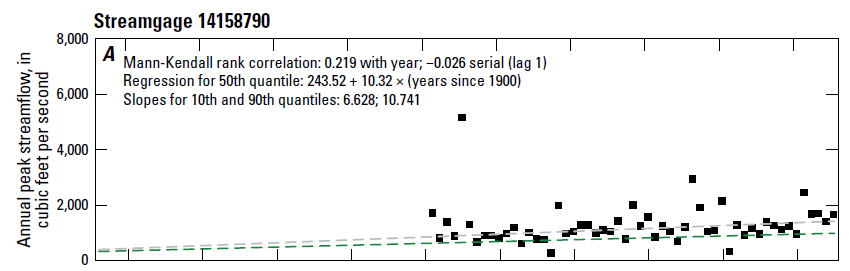 Streamgage 14158790
Annual peak streamflow, in
cubic feet per second
8,000
6,000
4,000
2,000
0
A
Mann-Kendall rank correlation: 0.219 with year; −0.026 serial (lag 1)
Regression for 50th quantile: 243.52 + 10.32 × (years since 1900)
Slopes for 10th and 90th quantiles: 6.628; 10.741